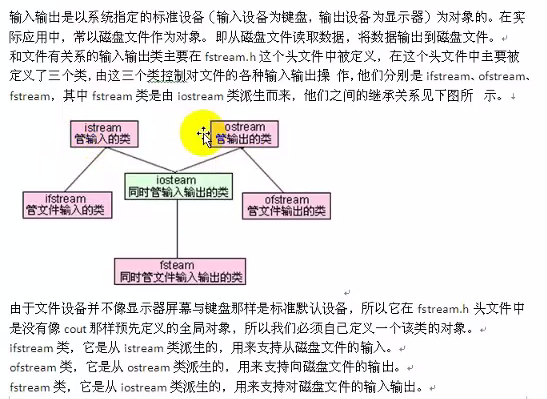 输入输出是以系统指定的标准设备（输入设备为键盘，输出设备为显示器）为对象的。在实
际应用中，常以磁盘文件作为对象。即从磁盘文件读取数据，将数据输出到磁盘文件。
和文件有关系的输入输出类主要在 fstream.h 这个头文件中被定义，在这个头文件中主要被
定义了三个类,由这三个类控制对文件的各种输入输出操 作,他们分别是 ifstream、ofstream、
fstream，其中 fstream 类是由 iostream 类派生而来，他们之间的继承关系见下图所 示。
istream
管输入的类
ostream
管输出的类
iosteam
同时管输入输出的类
ifstream
管文件输入的类
ofstream
管文件输出的类
fsteam
同时管文件输入输出的类
由于文件设备并不像显示器屏幕与键盘那样是标准默认设备，所以它在 fstream.h 头文件中
是没有像 cout 那样预先定义的全局对象，所以我们必须自己定义一个该类的对象。
ifstream 类，它是从 istream 类派生的，用来支持从磁盘文件的输入。
ofstream 类，它是从 ostream 类派生的，用来支持向磁盘文件的输出。
fstream 类，它是从 iostream 类派生的，用来支持对磁盘文件的输入输出。